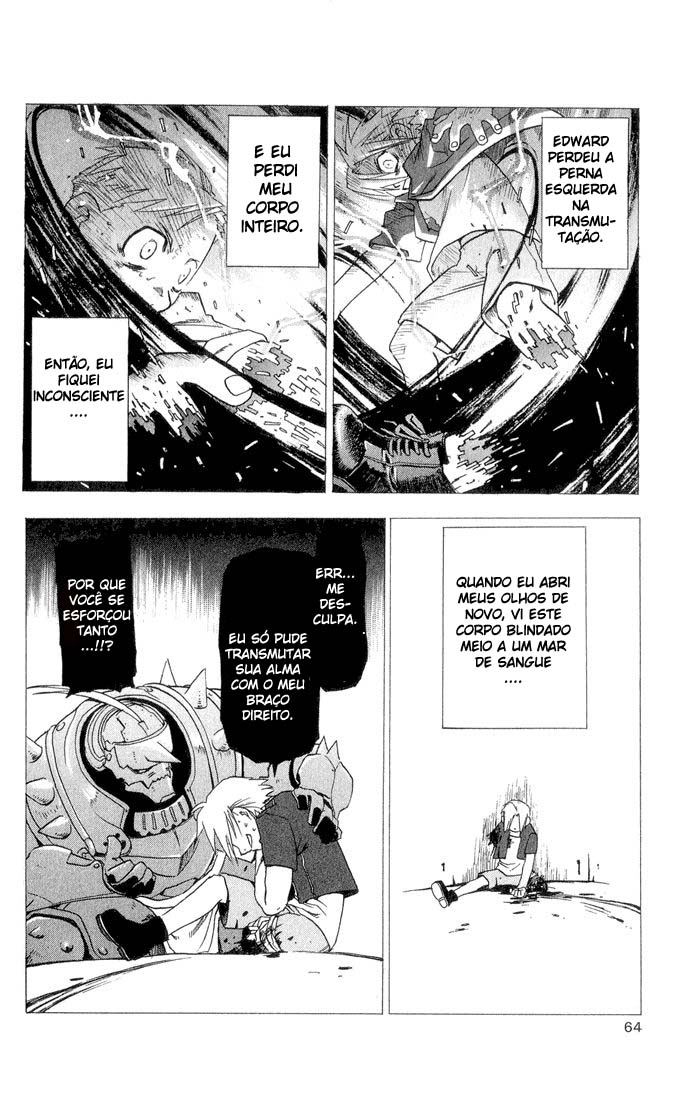 EDWARD
PERDEU A
PERNA
ESQUERDA
NA
TRANSMU-
TAÇÃO.
E EU
PERDI
MEU
CORPO
INTEIRO.
ENTÃO, EU
FIQUEI
INCONSCIENTE
....
QUANDO EU ABRI
MEUS OLHOS DE
NOVO, VI ESTE
CORPO BLINDADO
MEIO A UM MAR
DE SANGUE
....
ERR...
ME
DES-
CULPA.
EU SÓ PUDE
TRANSMUTAR
SUA ALMA
COM O MEU
BRAÇO
DIREITO.
POR QUE
VOCÊ SE
ESFORÇOU
TANTO
...!!?
64